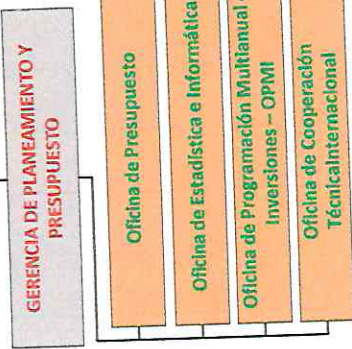 GERENCIA DE PLANEAMIENTO Y
PRESUPUESTO
Oficina de Presupuesto
Oficina de Estadística e Informática
Oficina de Programación Multianual
Inversiones – OPMI
Oficina de Cooperación
TécnicaInternacional